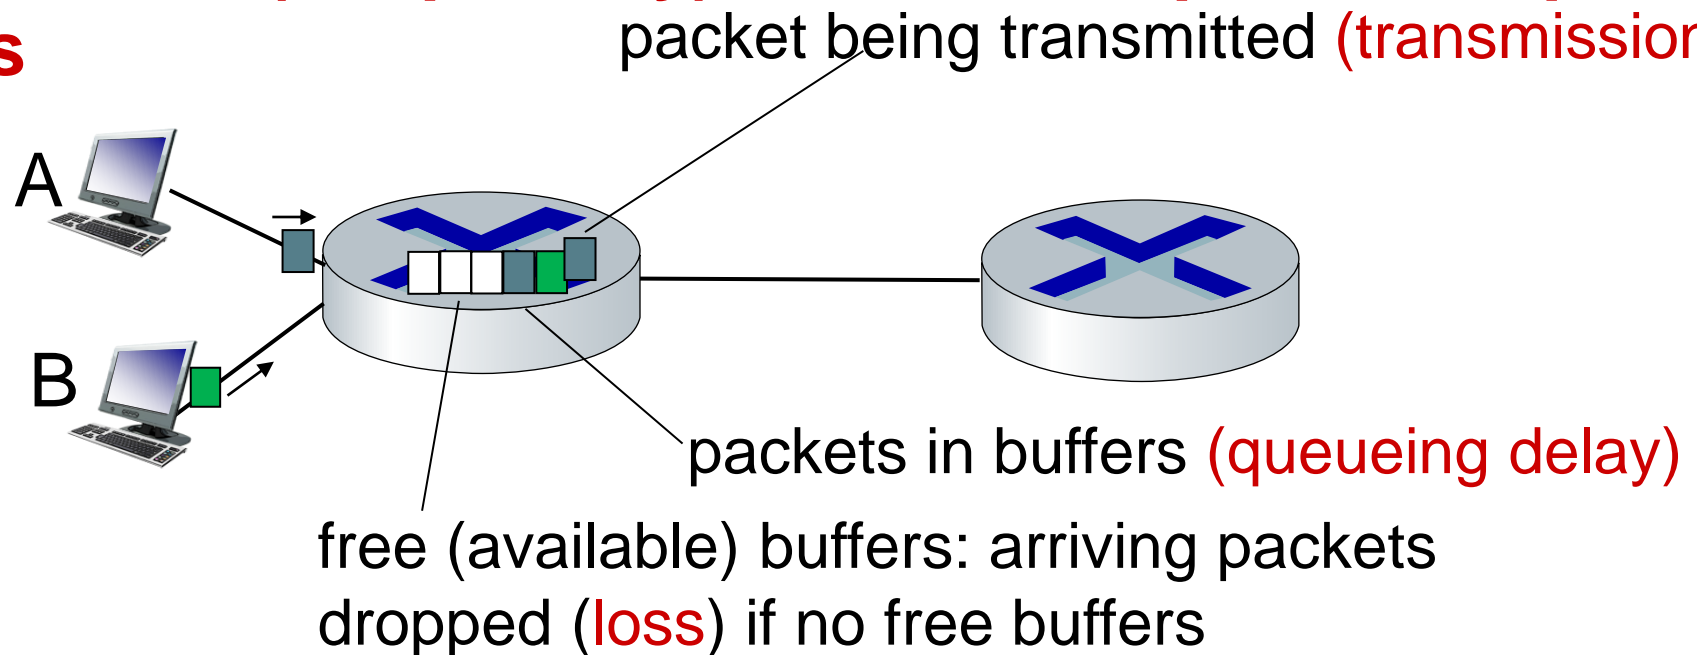 s
packet being transmitted (transmission
A
B
packets in buffers (queueing delay)
free (available) buffers: arriving packets
dropped (loss) if no free buffers